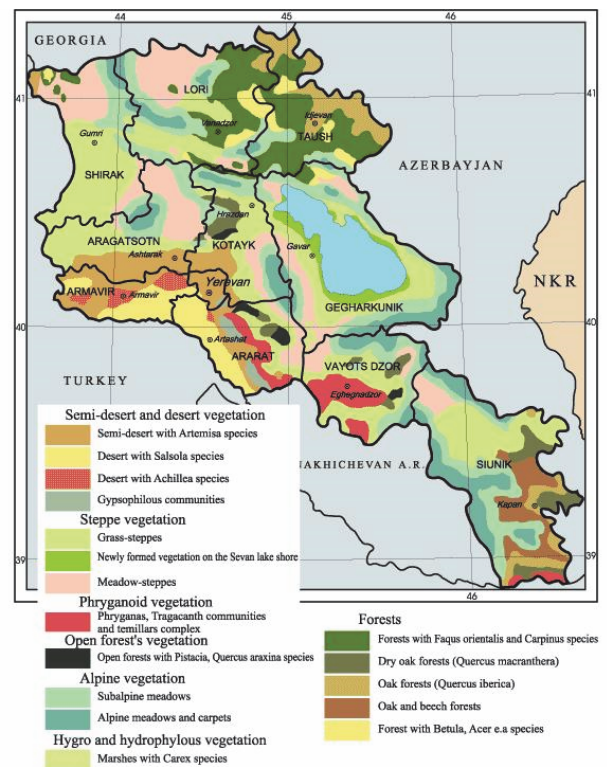 44
45
GEORGIA
41
LORI
Vanadzor
Idjevan
TAUSH
41
Gumri
SHIRAK
AZERBAYJAN
Hrazdan
ARAGATSOTN
KOTAYK
Gavar
Ashtarak
NKR
ARMAVIR
Armavir
Yerevan
GEGHARKUNIK
40
40
Artashat
ARARAT
VAYOTS DZOR
TURKEY
Eghegnadzor
NAKHICHEVAN A.R.
SIUNIK
Kapan
39
39
46
Semi-desert and desert vegetation
Semi-desert with Artemisa species
Desert with Salsola species
Desert with Achillea species
Gypsophilous communities
Steppe vegetation
Grass-steppes
Newly formed vegetation on the Sevan lake shore
Meadow-steppes
Phryganoid vegetation
Phryganas, Tragacanth communities
and temillars complex
Open forest's vegetation
Open forests with Pistacia, Quercus araxina species
Alpine vegetation
Subalpine meadows
Alpine meadows and carpets
Hygro and hydrophylous vegetation
Marshes with Carex species
Forests
Forests with Faqus orientalis and Carpinus species
Dry oak forests (Quercus macranthera)
Oak forests (Quercus iberica)
Oak and beech forests
Forest with Betula, Acer e.a species